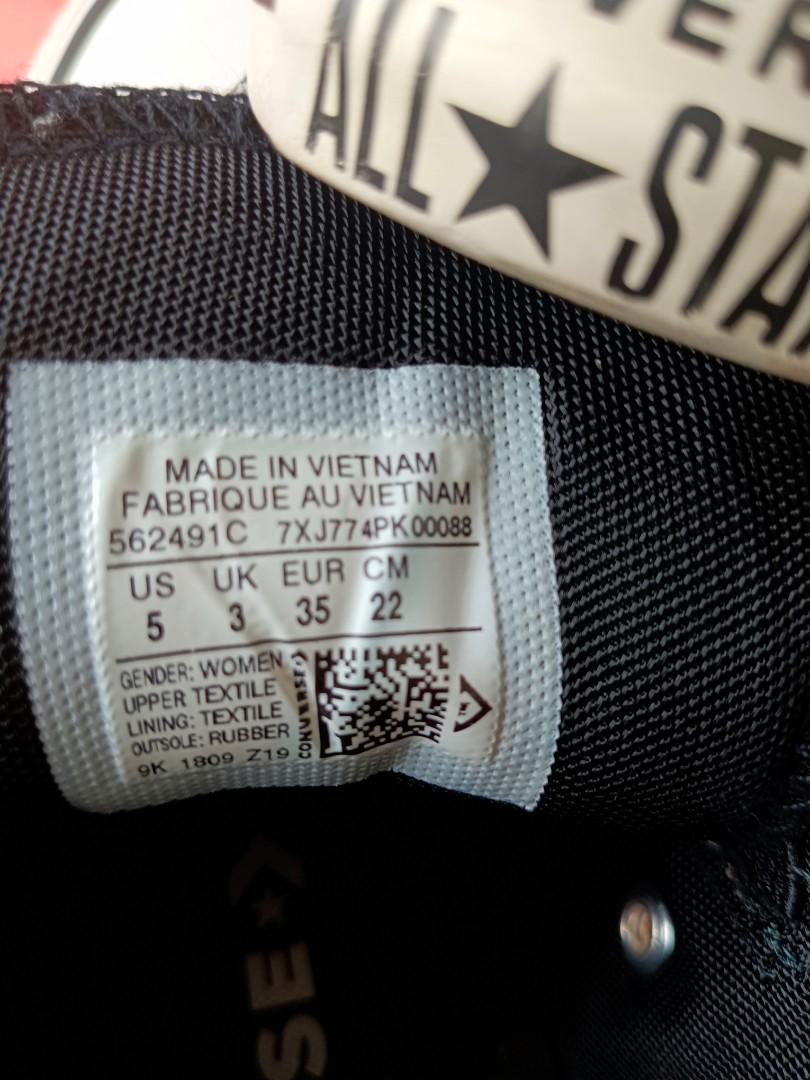 ALL ★ STA
MADE IN VIETNAM
FABRIQUE AU VIETNAM
562491C 7XJ774PK00088
US UK EUR CM
5 3 35 22
GENDER: WOMEN
UPPER TEXTILE
LINING: TEXTILE
OUTSOLE: RUBBER
9K 1809 Z19
CONVERSE
SE